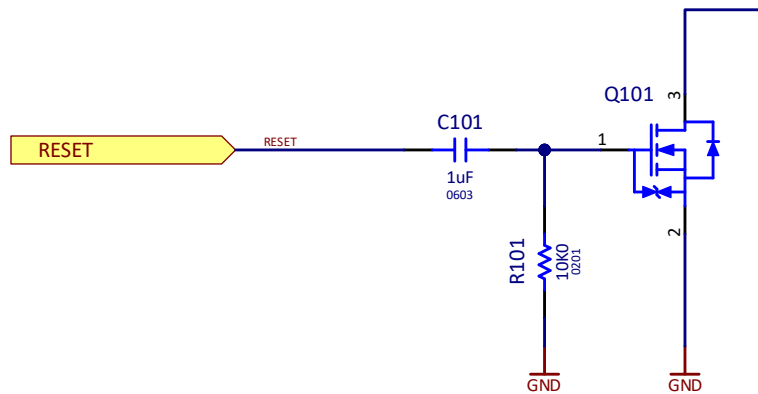 Q101
3
C101
RESET
RESET
1
1uF
0603
R101
10K0
0201
2
GND
GND